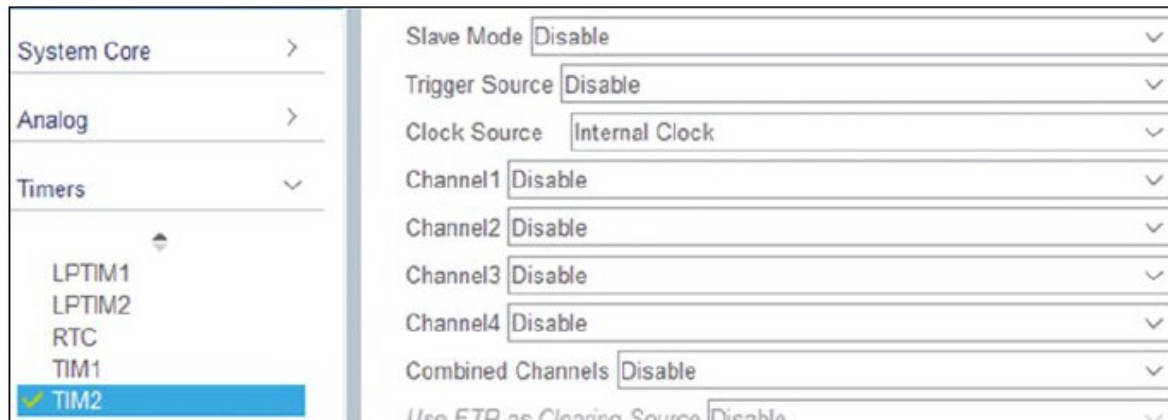 System Core
Analog
Timers
LPTIM1
LPTIM2
RTC
TIM1
TIM2
Slave Mode Disable
Trigger Source Disable
Clock Source Internal Clock
Channel1 Disable
Channel2 Disable
Channel3 Disable
Channel4 Disable
Combined Channels Disable
Use ETR as Clearing Source Disable